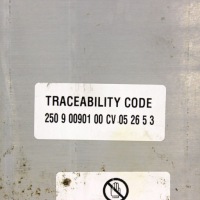 TRACEABILITY CODE
250 9 00901 00 CV 05 26 5 3